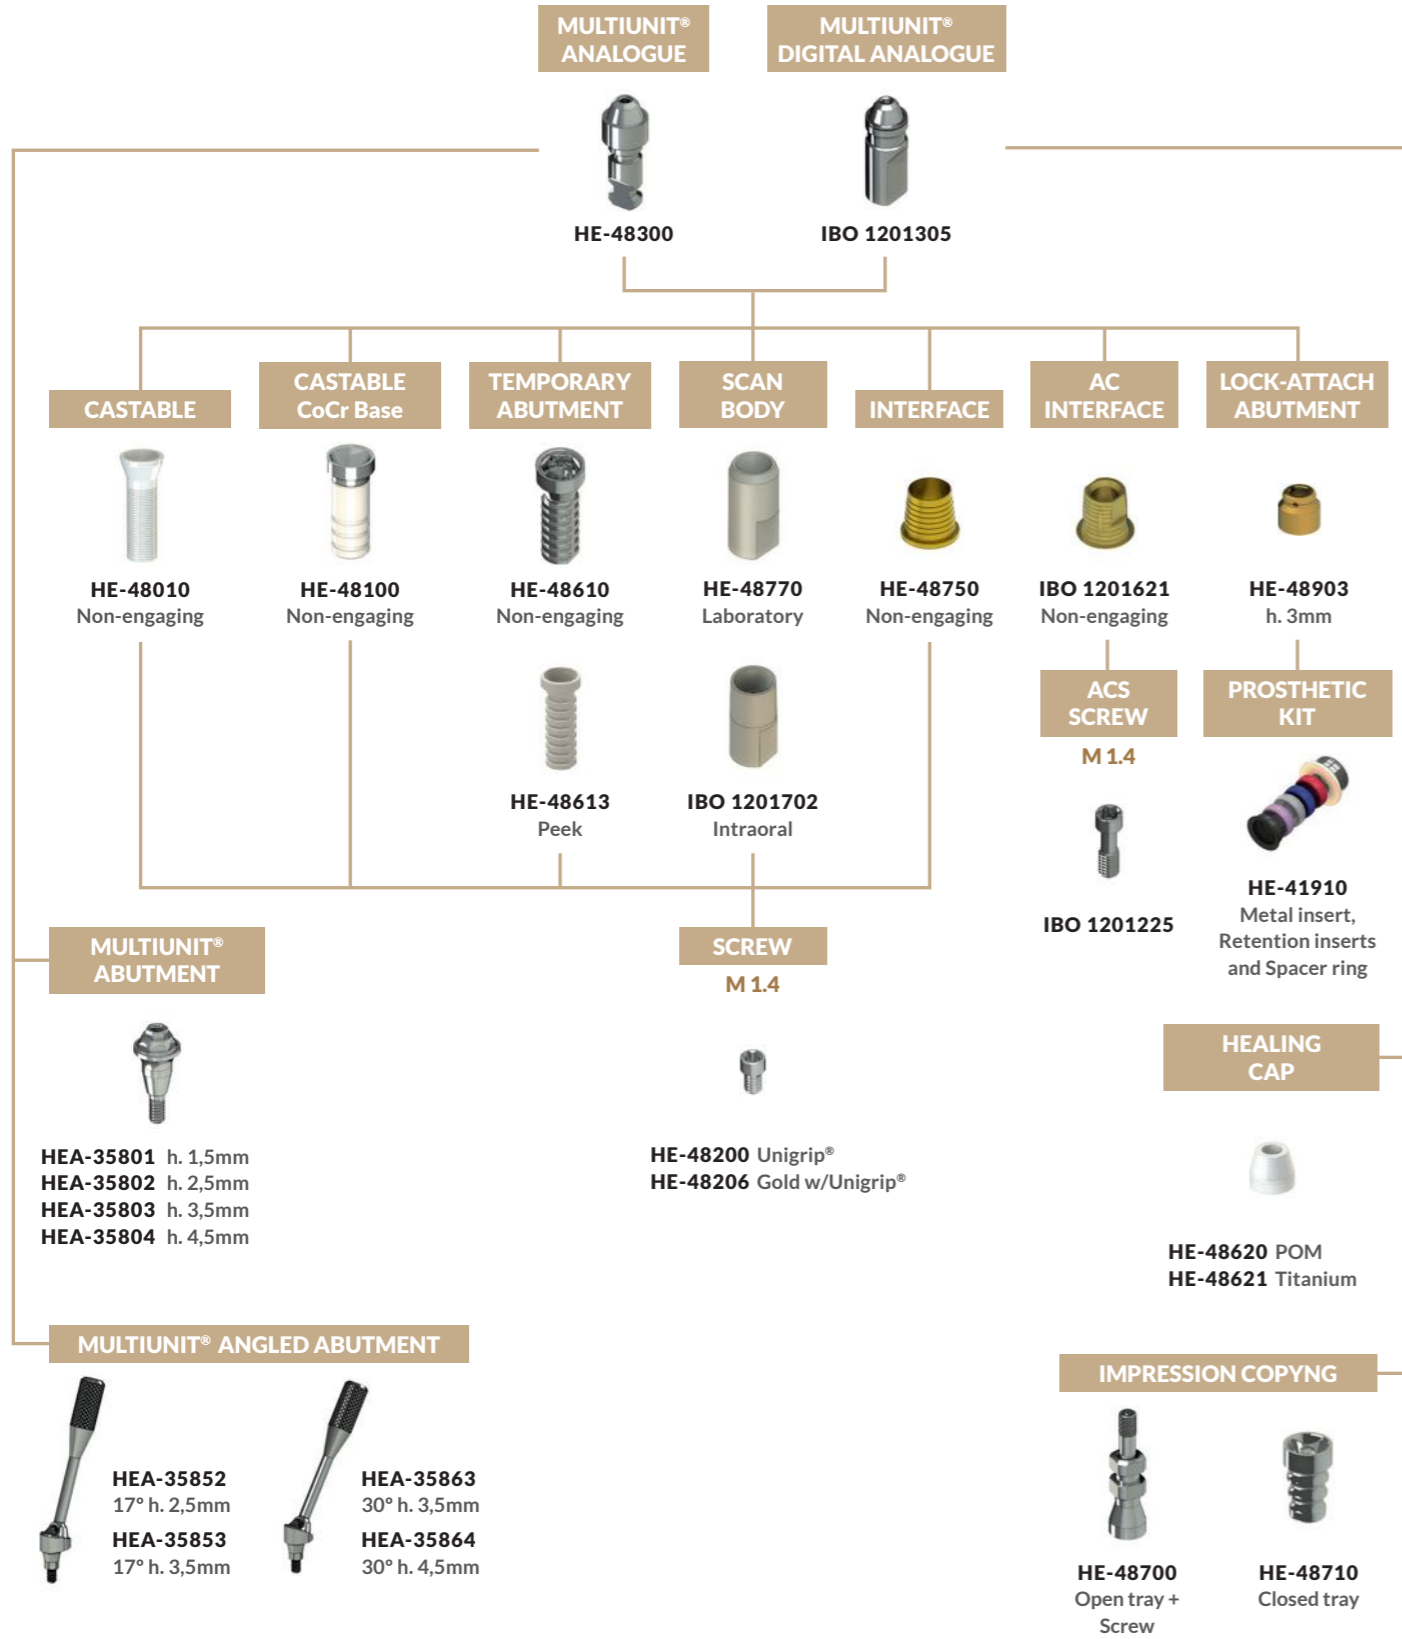 MULTIUNIT®
ANALOGUE
MULTIUNIT®
DIGITAL ANALOGUE
HE-48300
IBO 1201305
CASTABLE
CASTABLE
CoCr Base
TEMPORARY
ABUTMENT
SCAN
BODY
INTERFACE
AC
INTERFACE
LOCK-ATTACH
ABUTMENT
HE-48010
Non-engaging
HE-48100
Non-engaging
HE-48610
Non-engaging
HE-48770
Laboratory
HE-48750
Non-engaging
IBO 1201621
Non-engaging
HE-48903
h. 3mm
HE-48613
Peek
IBO 1201702
Intraoral
ACS
SCREW
M 1.4
IBO 1201225
PROSTHETIC
KIT
HE-41910
Metal insert,
Retention inserts
and Spacer ring
MULTIUNIT®
ABUTMENT
HEA-35801 h. 1,5mm
HEA-35802 h. 2,5mm
HEA-35803 h. 3,5mm
HEA-35804 h. 4,5mm
SCREW
M 1.4
HE-48200 Unigrip®
HE-48206 Gold w/Unigrip®
HEALING
CAP
HE-48620 POM
HE-48621 Titanium
MULTIUNIT® ANGLED ABUTMENT
HEA-35852
17º h. 2,5mm
HEA-35853
17º h. 3,5mm
HEA-35863
30º h. 3,5mm
HEA-35864
30º h. 4,5mm
IMPRESSION COPYNG
HE-48700
Open tray +
Screw
HE-48710
Closed tray